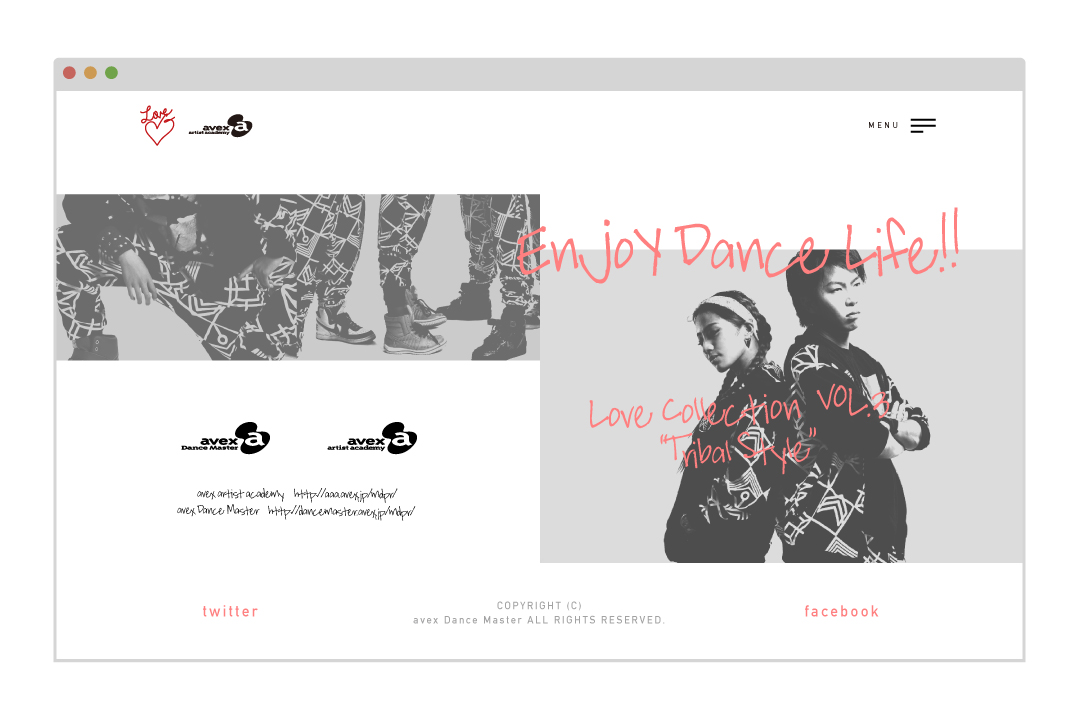 Love
avex
artist academy
a
MENU
Enjoy Dance Life!!
Love Collection VOL.2
"Tribal Style"
avex
Dance Master
a
avex
artist academy
a
avex artist academy http://aaa.avex.jp/mdpr/
avex Dance Master http://dancemaster.avex.jp/mdpr/
twitter
COPYRIGHT (C)
avex Dance Master ALL RIGHTS RESERVED.
facebook